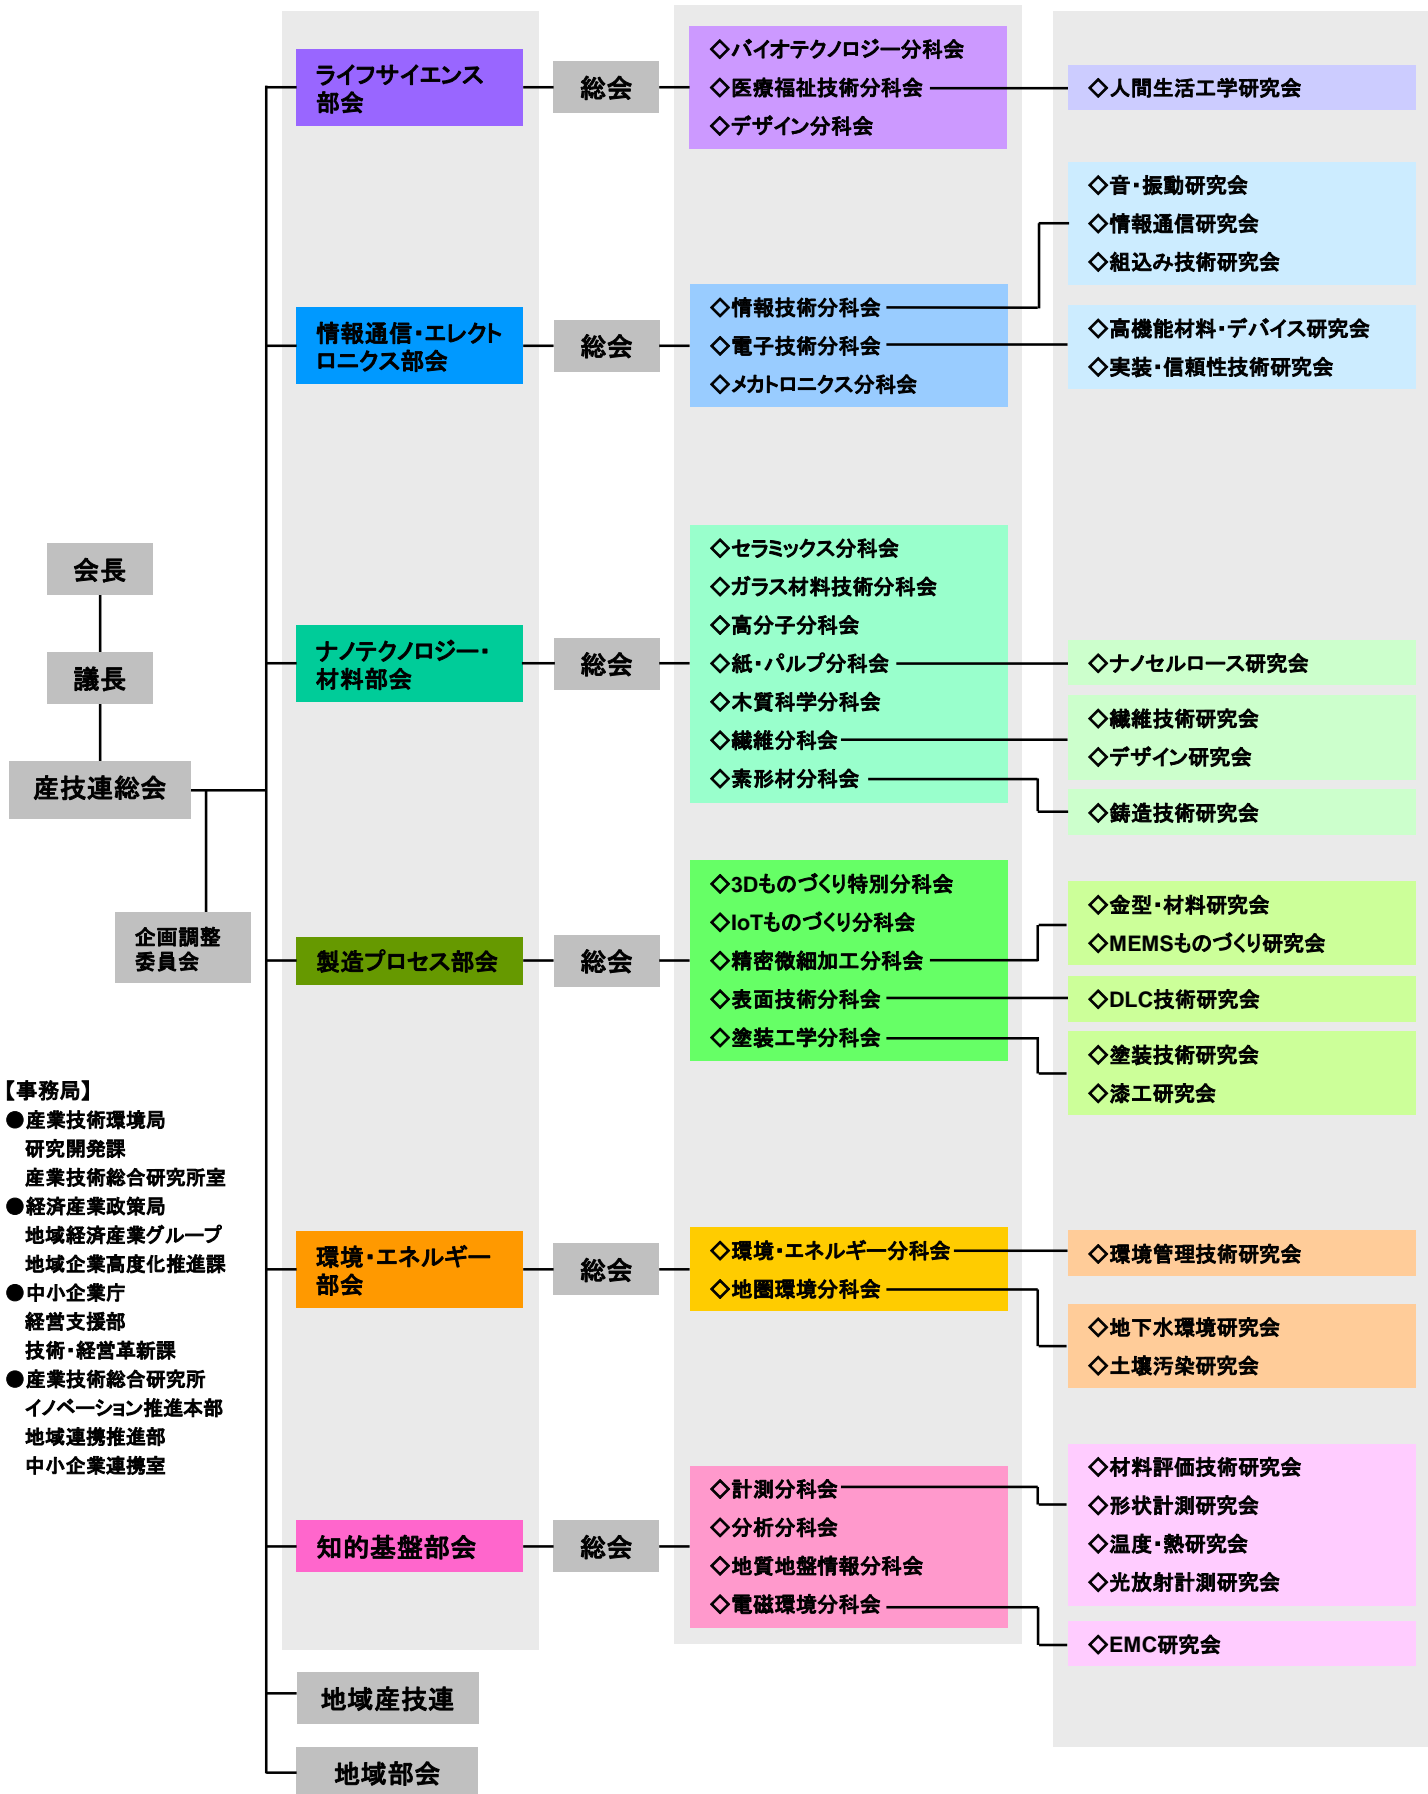 会長
議長
産技連総会
企画調整
委員会
【事務局】
●産業技術環境局
研究開発課
産業技術総合研究所室
●経済産業政策局
地域経済産業グループ
地域企業高度化推進課
●中小企業庁
経営支援部
技術・経営革新課
●産業技術総合研究所
イノベーション推進本部
地域連携推進部
中小企業連携室
ライフサイエンス
部会
総会
◇バイオテクノロジー分科会
◇医療福祉技術分科会
◇デザイン分科会
◇人間生活工学研究会
情報通信・エレクト
ロニクス部会
総会
◇情報技術分科会
◇電子技術分科会
◇メカトロニクス分科会
◇音・振動研究会
◇情報通信研究会
◇組込み技術研究会
◇高機能材料・デバイス研究会
◇実装・信頼性技術研究会
ナノテクノロジー・
材料部会
総会
◇セラミックス分科会
◇ガラス材料技術分科会
◇高分子分科会
◇紙・パルプ分科会
◇木質科学分科会
◇繊維分科会
◇素形材分科会
◇ナノセルロース研究会
◇繊維技術研究会
◇デザイン研究会
◇鋳造技術研究会
製造プロセス部会
総会
◇3Dものづくり特別分科会
◇IoTものづくり分科会
◇精密微細加工分科会
◇表面技術分科会
◇塗装工学分科会
◇金型・材料研究会
◇MEMSものづくり研究会
◇DLC技術研究会
◇塗装技術研究会
◇漆工研究会
環境・エネルギー
部会
総会
◇環境・エネルギー分科会
◇地圏環境分科会
◇環境管理技術研究会
◇地下水環境研究会
◇土壌汚染研究会
知的基盤部会
総会
◇計測分科会
◇分析分科会
◇地質地盤情報分科会
◇電磁環境分科会
◇材料評価技術研究会
◇形状計測研究会
◇温度・熱研究会
◇光放射計測研究会
◇EMC研究会
地域産技連
地域部会